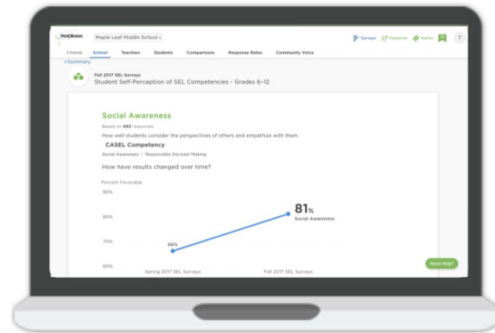 Maple Leaf Middle School
Surveys
Playbook
Admin
?
Home School Teachers Students Comparisons Response Rates Community Voice
Summary
Fall 2017 SEL Surveys
Student Self-Perception of SEL Competencies - Grades 6-12
Social Awareness
Based on 493 responses
How well students consider the perspectives of others and empathize with them.
CASEL Competency
Social Awareness | Responsible Decision Making
How have results changed over time?
Percent Favorable
90%
80%
70%
60%
66%
81%
Social Awareness
Spring 2017 SEL Surveys Fall 2017 SEL Surveys
Need Help?